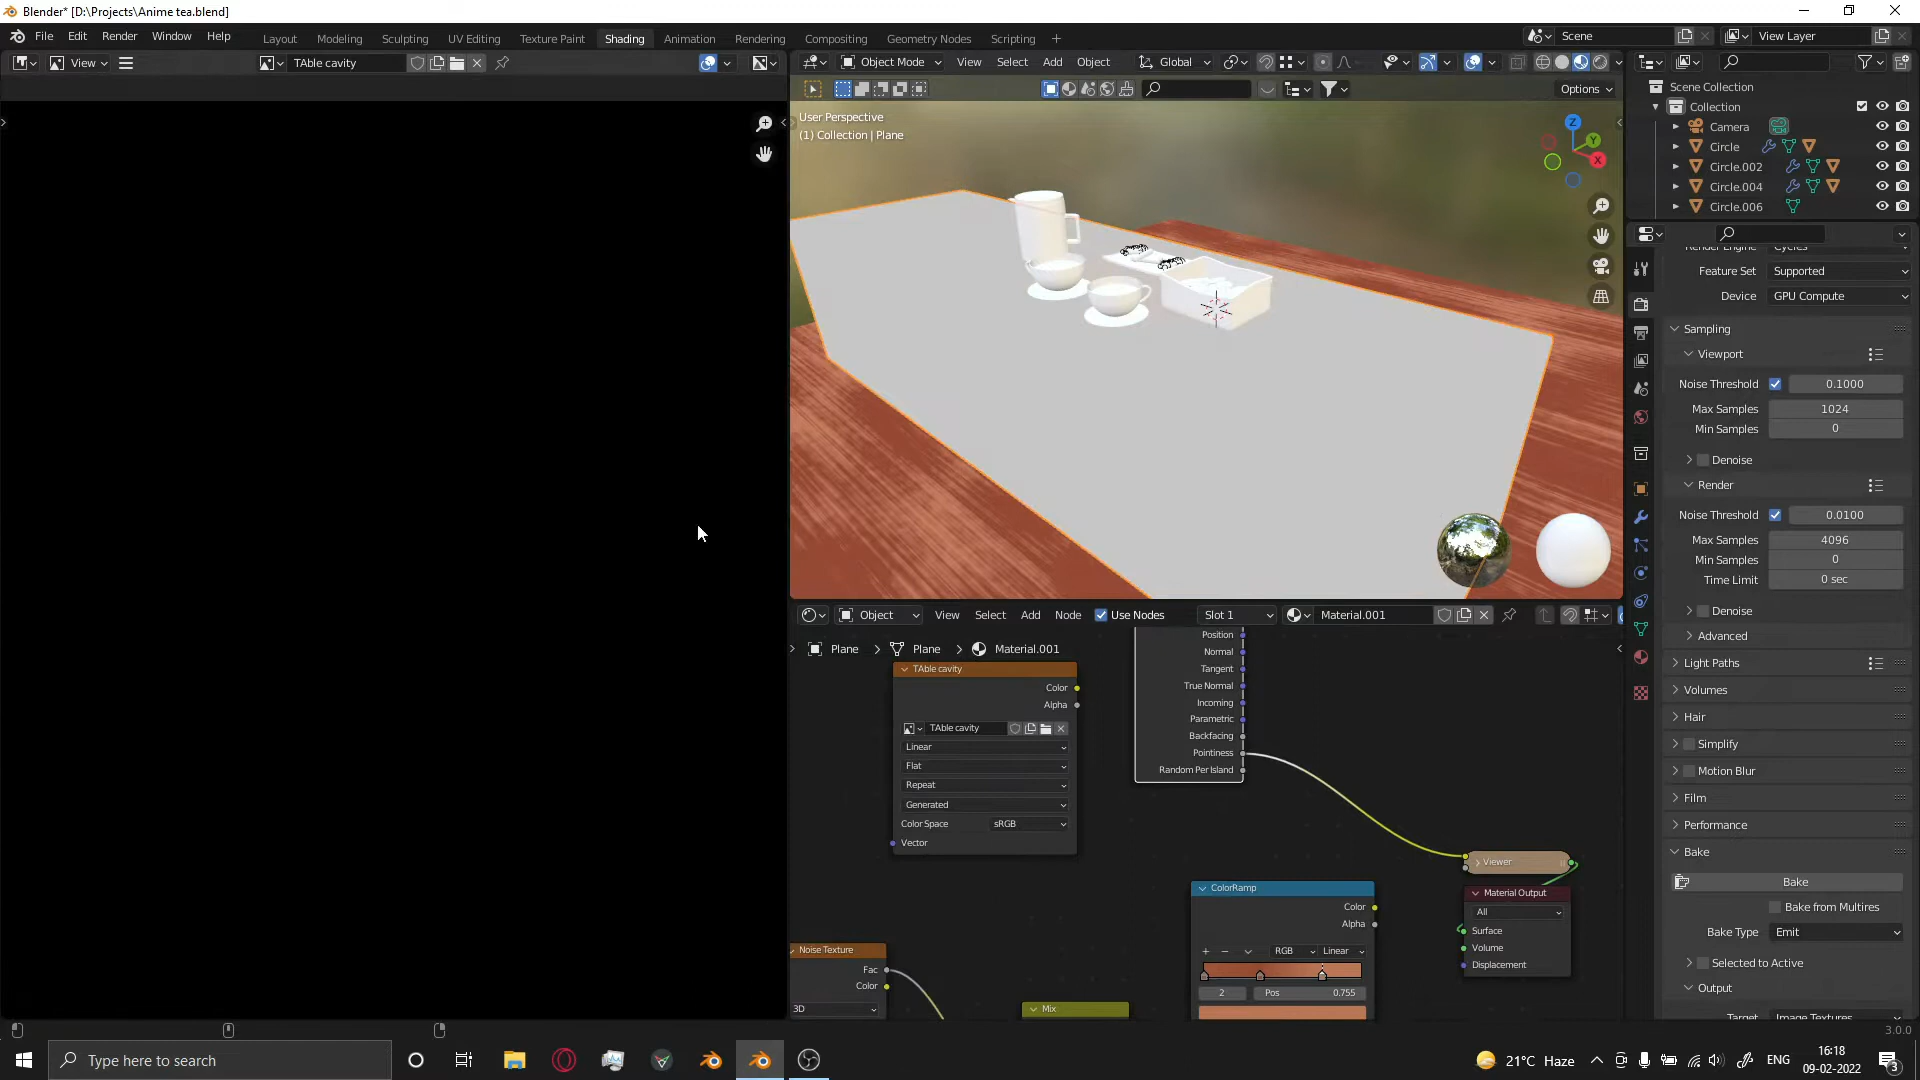 Blender* [D:\Projects\Anime tea.blend]
File Edit Render Window Help Layout Modeling Sculpting UV Editing Texture Paint Shading Animation Rendering Compositing Geometry Nodes Scripting + Scene View Layer
View TAble cavity
Object Mode View Select Add Object Global
Options
User Perspective
(1) Collection | Plane
Z
Y
X
Scene Collection
Collection
Camera
Circle
Circle.002
Circle.004
Circle.006
Render Engine Cycles
Feature Set Supported
Device GPU Compute
Sampling
Viewport
Noise Threshold 0.1000
Max Samples 1024
Min Samples 0
Denoise
Render
Noise Threshold 0.0100
Max Samples 4096
Min Samples 0
Time Limit 0 sec
Denoise
Advanced
Light Paths
Volumes
Hair
Simplify
Motion Blur
Film
Performance
Bake
Bake
Bake from Multires
Bake Type Emit
Selected to Active
Output
Target Image Textures
3.0.0
Object View Select Add Node Use Nodes Slot 1 Material.001
Plane > Plane > Material.001
TAble cavity
Color
Alpha
TAble cavity
Linear
Flat
Repeat
Generated
Color Space sRGB
Vector
Position
Normal
Tangent
True Normal
Incoming
Parametric
Backfacing
Pointiness
Random Per Island
Viewer
Material Output
All
Surface
Volume
Displacement
ColorRamp
Color
Alpha
+ − RGB Linear
2 Pos 0.755
Noise Texture
Fac
Color
3D
Mix
Type here to search
21°C Haze
ENG
16:18
09-02-2022
3